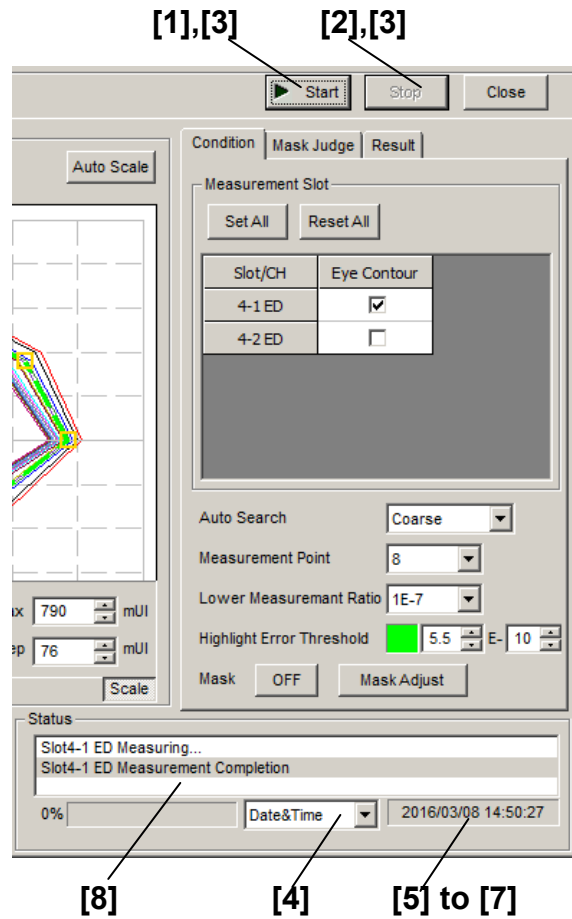 [1],[3] [2],[3]
Start Stop Close
Condition Mask Judge Result
Auto Scale
Measurement Slot
Set All Reset All
Slot/CH Eye Contour
4-1 ED
4-2 ED
Auto Search Coarse
Measurement Point 8
Lower Measuremant Ratio 1E-7
790 mUI
Highlight Error Threshold 5.5 E- 10
76 mUI
Mask OFF Mask Adjust
Scale
Status
Slot4-1 ED Measuring...
Slot4-1 ED Measurement Completion
0% Date&Time 2016/03/08 14:50:27
[8] [4] [5] to [7]